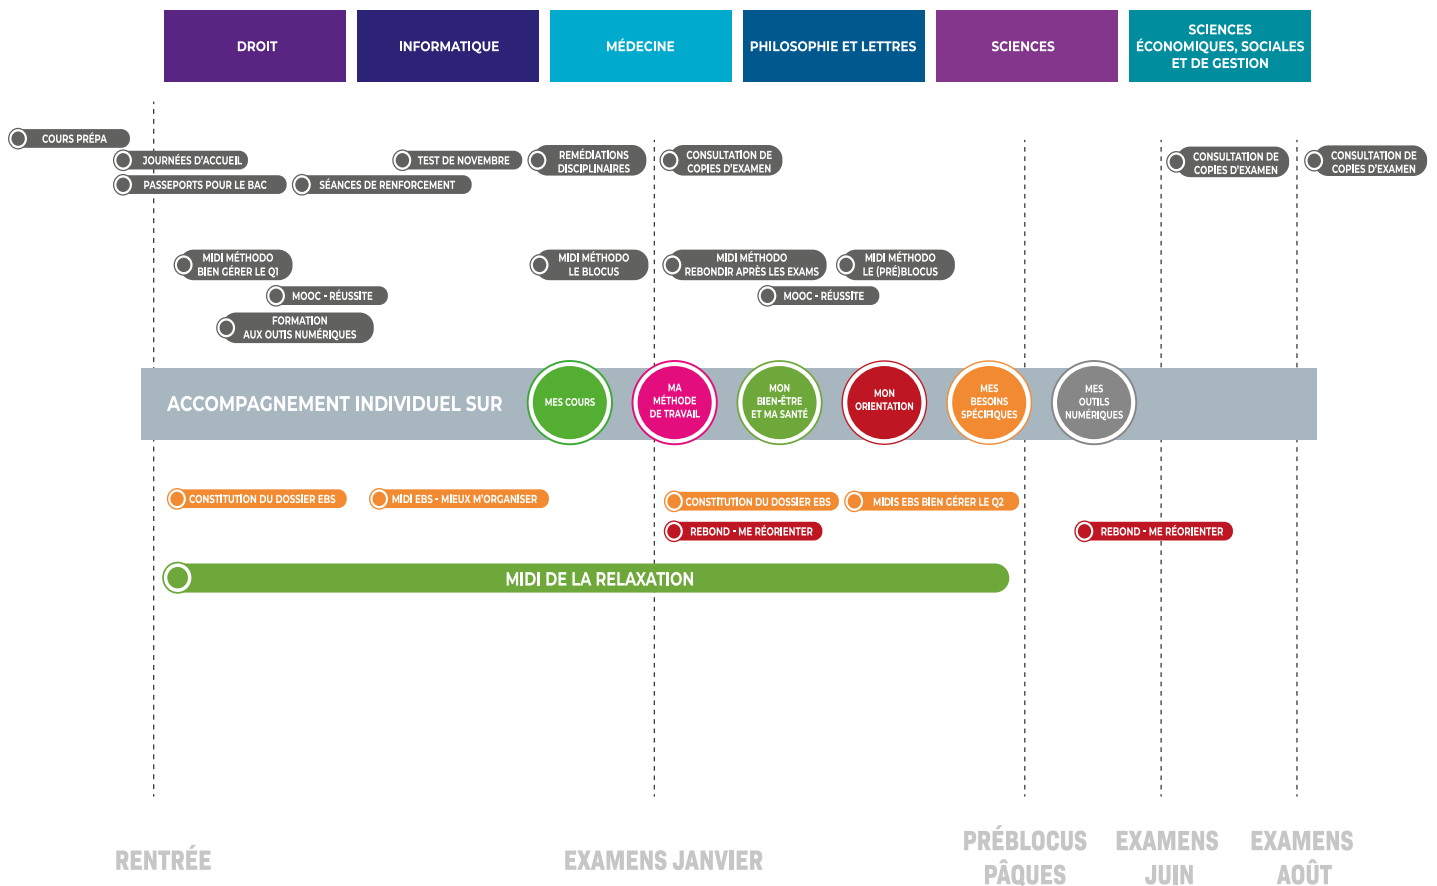 DROIT
INFORMATIQUE
MÉDECINE
PHILOSOPHIE ET LETTRES
SCIENCES
SCIENCES
ÉCONOMIQUES, SOCIALES
ET DE GESTION
COURS PRÉPA
JOURNÉES D'ACCUEIL
TEST DE NOVEMBRE
REMÉDIATIONS
DISCIPLINAIRES
CONSULTATION DE
COPIES D'EXAMEN
CONSULTATION DE
COPIES D'EXAMEN
CONSULTATION DE
COPIES D'EXAMEN
PASSEPORTS POUR LE BAC
SÉANCES DE RENFORCEMENT
MIDI MÉTHODO
BIEN GÉRER LE Q1
MIDI MÉTHODO
LE BLOCUS
MIDI MÉTHODO
REBONDIR APRÈS LES EXAMS
MIDI MÉTHODO
LE (PRÉ)BLOCUS
MOOC - RÉUSSITE
MOOC - RÉUSSITE
FORMATION
AUX OUTIS NUMÉRIQUES
ACCOMPAGNEMENT INDIVIDUEL SUR
MES COURS
MA
MÉTHODE
DE TRAVAIL
MON
BIEN-ÊTRE
ET MA SANTÉ
MON
ORIENTATION
MES
BESOINS
SPÉCIFIQUES
MES
OUTILS
NUMÉRIQUES
CONSTITUTION DU DOSSIER EBS
MIDI EBS - MIEUX M'ORGANISER
CONSTITUTION DU DOSSIER EBS
MIDIS EBS BIEN GÉRER LE Q2
REBOND - ME RÉORIENTER
REBOND - ME RÉORIENTER
MIDI DE LA RELAXATION
RENTRÉE
EXAMENS JANVIER
PRÉBLOCUS
PÂQUES
EXAMENS
JUIN
EXAMENS
AOÛT